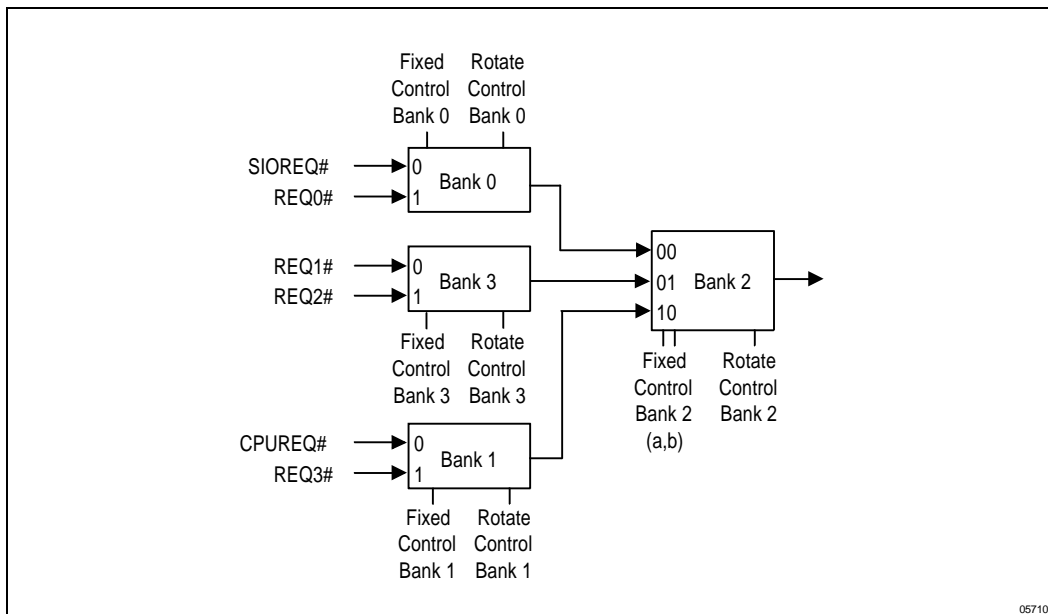 Fixed
Control
Bank 0
Rotate
Control
Bank 0
SIOREQ#
0
REQ0#
1
Bank 0
REQ1#
0
REQ2#
1
Bank 3
Fixed
Control
Bank 3
Rotate
Control
Bank 3
CPUREQ#
0
REQ3#
1
Bank 1
Fixed
Control
Bank 1
Rotate
Control
Bank 1
00
01
10
Bank 2
Fixed
Control
Bank 2
(a,b)
Rotate
Control
Bank 2
05710